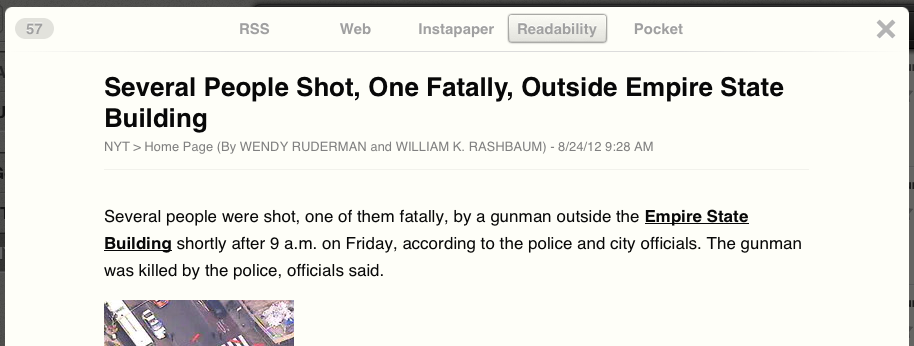 57 RSS Web Instapaper Readability Pocket
Several People Shot, One Fatally, Outside Empire State
Building
NYT > Home Page (By WENDY RUDERMAN and WILLIAM K. RASHBAUM) - 8/24/12 9:28 AM
Several people were shot, one of them fatally, by a gunman outside the Empire State
Building shortly after 9 a.m. on Friday, according to the police and city officials. The gunman
was killed by the police, officials said.